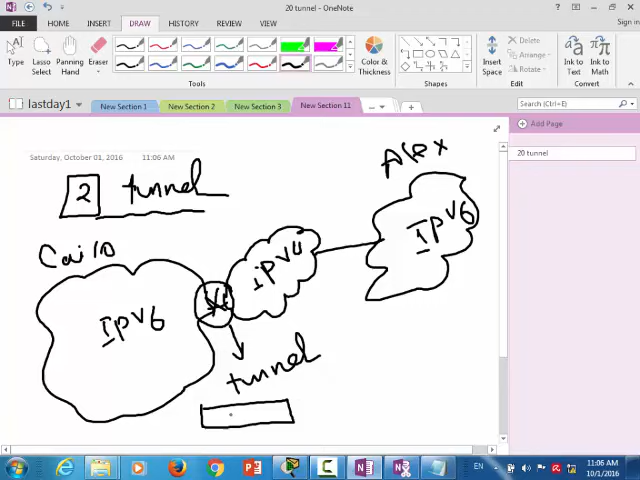 20 tunnel - OneNote
FILE HOME INSERT DRAW HISTORY REVIEW VIEW
Sign in
Type
Lasso Select
Panning Hand
Eraser
Color & Thickness
Insert Space
Delete
Arrange
Ink to Text
Ink to Math
Tools Shapes Edit Convert
lastday1 New Section 1 New Section 2 New Section 3 New Section 11
Search (Ctrl+E)
Add Page
20 tunnel
Saturday, October 01, 2016 11:06 AM
2 tunnel
Alex
Cairo
IPV6
IPV4
IPV6
tunnel
EN
11:06 AM
10/1/2016